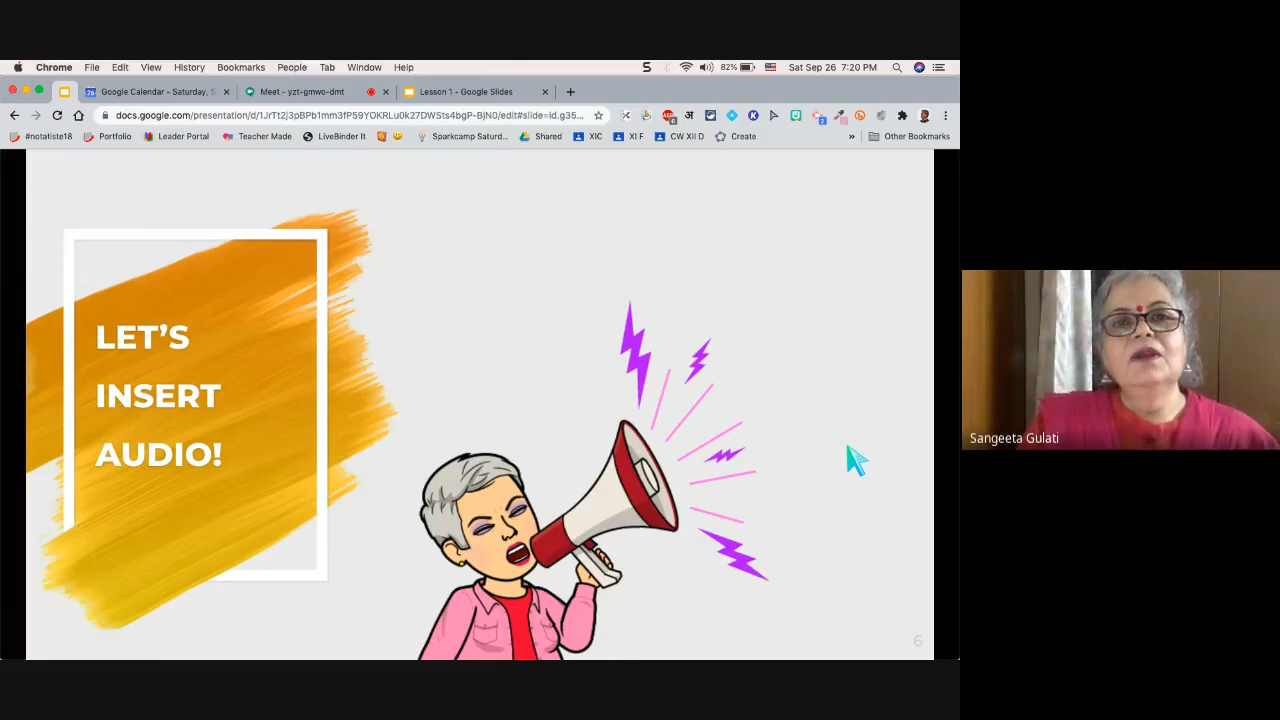 Chrome File Edit View History Bookmarks People Tab Window Help
82% Sat Sep 26 7:20 PM
Google Calendar - Saturday, S
Meet - yzt-gmwo-dmt
Lesson 1 - Google Slides
docs.google.com/presentation/d/1JrTt2j3pBPb1mm3fP59YOKRLu0k27DWSts4bgP-BjN0/edit#slide=id.g35...
#notatiste18 Portfolio Leader Portal Teacher Made LiveBinder It Sparkcamp Saturd... Shared XIC XI F CW XII D Create » Other Bookmarks
LET'S
INSERT
AUDIO!
Sangeeta Gulati
6